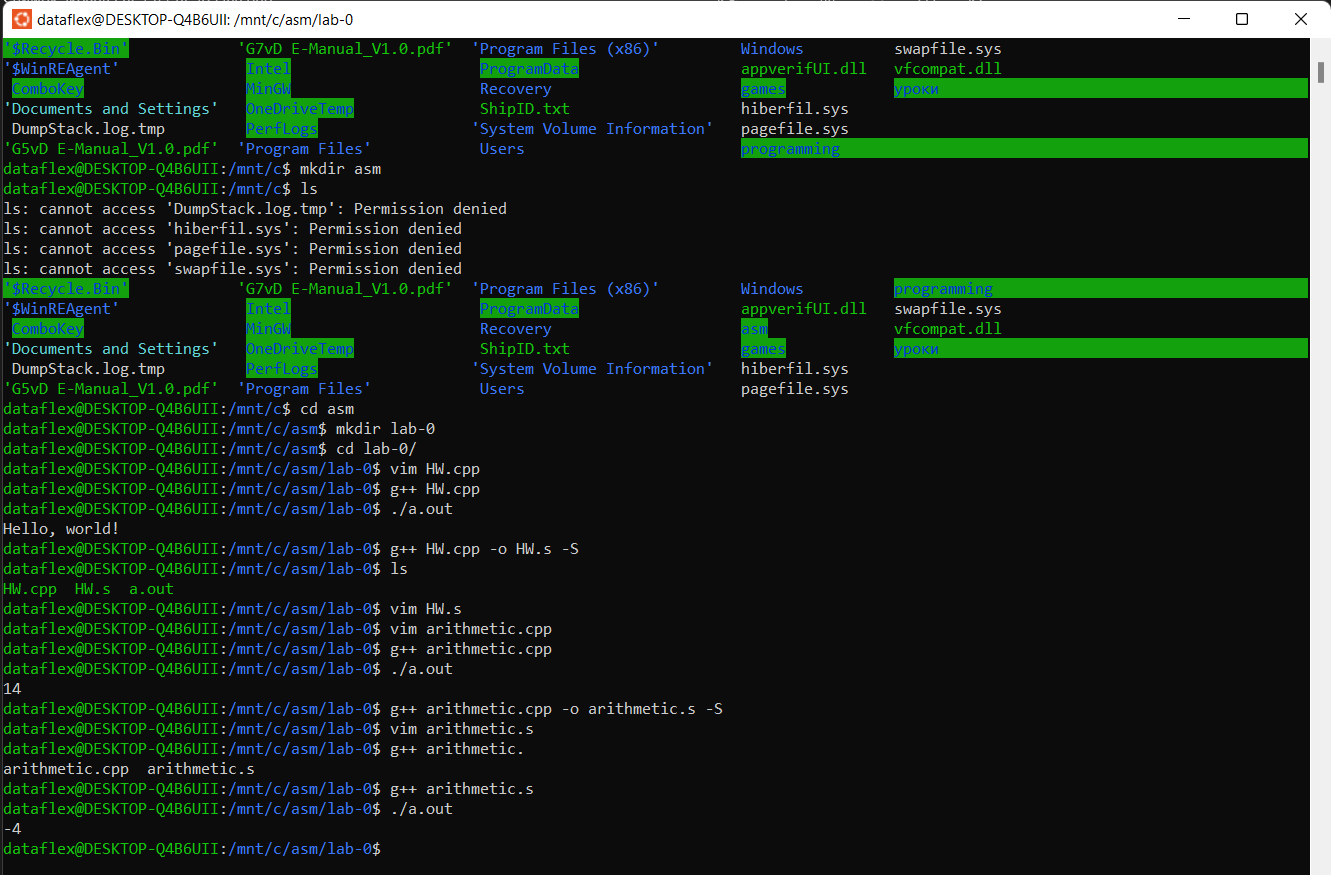 dataflex@DESKTOP-Q4B6UII: /mnt/c/asm/lab-0
'$Recycle.Bin' 'G7vD E-Manual_V1.0.pdf' 'Program Files (x86)' Windows swapfile.sys
'$WinREAgent' Intel ProgramData appverifUI.dll vfcompat.dll
ComboKey MinGW Recovery games уроки
'Documents and Settings' OneDriveTemp ShipID.txt hiberfil.sys
DumpStack.log.tmp PerfLogs 'System Volume Information' pagefile.sys
'G5vD E-Manual_V1.0.pdf' 'Program Files' Users programming
dataflex@DESKTOP-Q4B6UII:/mnt/c$ mkdir asm
dataflex@DESKTOP-Q4B6UII:/mnt/c$ ls
ls: cannot access 'DumpStack.log.tmp': Permission denied
ls: cannot access 'hiberfil.sys': Permission denied
ls: cannot access 'pagefile.sys': Permission denied
ls: cannot access 'swapfile.sys': Permission denied
'$Recycle.Bin' 'G7vD E-Manual_V1.0.pdf' 'Program Files (x86)' Windows programming
'$WinREAgent' Intel ProgramData appverifUI.dll swapfile.sys
ComboKey MinGW Recovery asm vfcompat.dll
'Documents and Settings' OneDriveTemp ShipID.txt games уроки
DumpStack.log.tmp PerfLogs 'System Volume Information' hiberfil.sys
'G5vD E-Manual_V1.0.pdf' 'Program Files' Users pagefile.sys
dataflex@DESKTOP-Q4B6UII:/mnt/c$ cd asm
dataflex@DESKTOP-Q4B6UII:/mnt/c/asm$ mkdir lab-0
dataflex@DESKTOP-Q4B6UII:/mnt/c/asm$ cd lab-0/
dataflex@DESKTOP-Q4B6UII:/mnt/c/asm/lab-0$ vim HW.cpp
dataflex@DESKTOP-Q4B6UII:/mnt/c/asm/lab-0$ g++ HW.cpp
dataflex@DESKTOP-Q4B6UII:/mnt/c/asm/lab-0$ ./a.out
Hello, world!
dataflex@DESKTOP-Q4B6UII:/mnt/c/asm/lab-0$ g++ HW.cpp -o HW.s -S
dataflex@DESKTOP-Q4B6UII:/mnt/c/asm/lab-0$ ls
HW.cpp HW.s a.out
dataflex@DESKTOP-Q4B6UII:/mnt/c/asm/lab-0$ vim HW.s
dataflex@DESKTOP-Q4B6UII:/mnt/c/asm/lab-0$ vim arithmetic.cpp
dataflex@DESKTOP-Q4B6UII:/mnt/c/asm/lab-0$ g++ arithmetic.cpp
dataflex@DESKTOP-Q4B6UII:/mnt/c/asm/lab-0$ ./a.out
14
dataflex@DESKTOP-Q4B6UII:/mnt/c/asm/lab-0$ g++ arithmetic.cpp -o arithmetic.s -S
dataflex@DESKTOP-Q4B6UII:/mnt/c/asm/lab-0$ vim arithmetic.s
dataflex@DESKTOP-Q4B6UII:/mnt/c/asm/lab-0$ g++ arithmetic.
arithmetic.cpp arithmetic.s
dataflex@DESKTOP-Q4B6UII:/mnt/c/asm/lab-0$ g++ arithmetic.s
dataflex@DESKTOP-Q4B6UII:/mnt/c/asm/lab-0$ ./a.out
-4
dataflex@DESKTOP-Q4B6UII:/mnt/c/asm/lab-0$